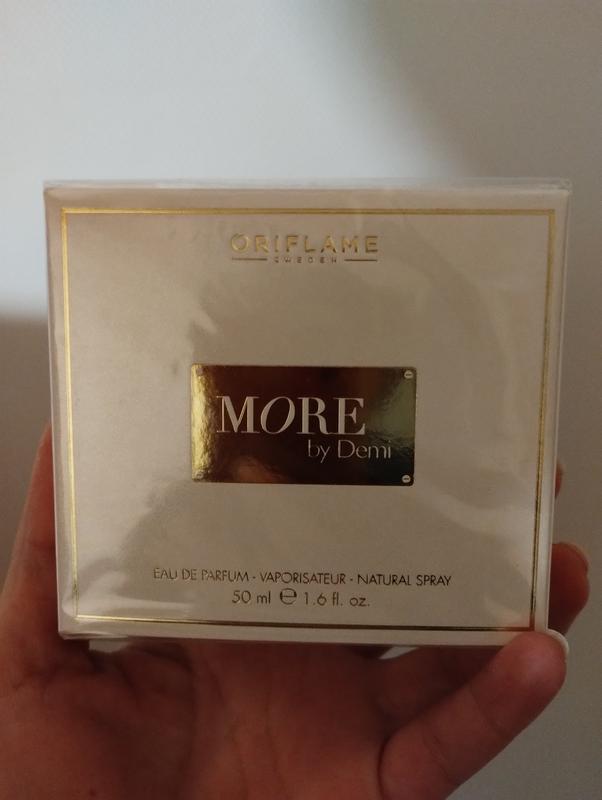 ORIFLAME
SWEDEN
MORE
by Demi
EAU DE PARFUM - VAPORISATEUR - NATURAL SPRAY
50 ml ℮ 1.6 fl. oz.